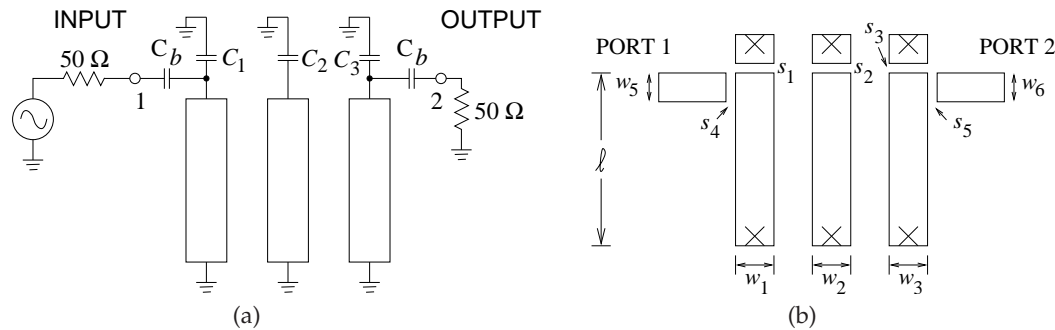 INPUT
OUTPUT
50 Ω
C_b
C_1
C_2
C_3
C_b
1
2
50 Ω
(a)
PORT 1
PORT 2
s_3
s_1
s_2
w_5
w_6
s_4
s_5
ℓ
w_1
w_2
w_3
(b)